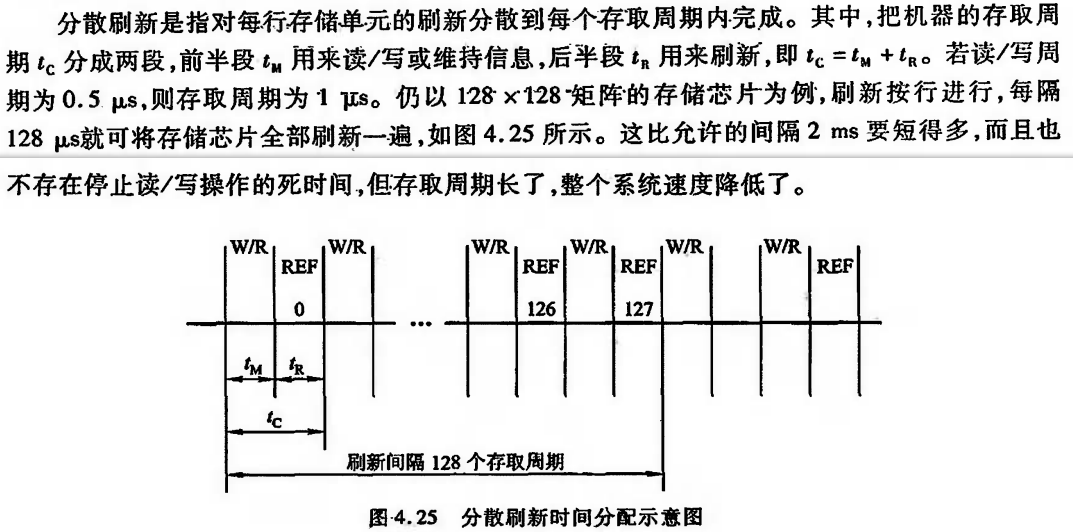 分散刷新是指对每行存储单元的刷新分散到每个存取周期内完成。其中,把机器的存取周
期 tC 分成两段,前半段 tM 用来读/写或维持信息,后半段 tR 用来刷新,即 tC = tM + tR。若读/写周
期为 0.5 μs,则存取周期为 1 μs。仍以 128 ×128 矩阵的存储芯片为例,刷新按行进行,每隔
128 μs就可将存储芯片全部刷新一遍,如图 4.25 所示。这比允许的间隔 2 ms 要短得多,而且也
不存在停止读/写操作的死时间,但存取周期长了,整个系统速度降低了。
W/R W/R W/R W/R W/R W/R
REF REF REF REF
0 ... 126 127
tM tR
tC
刷新间隔 128 个存取周期
图 4.25 分散刷新时间分配示意图